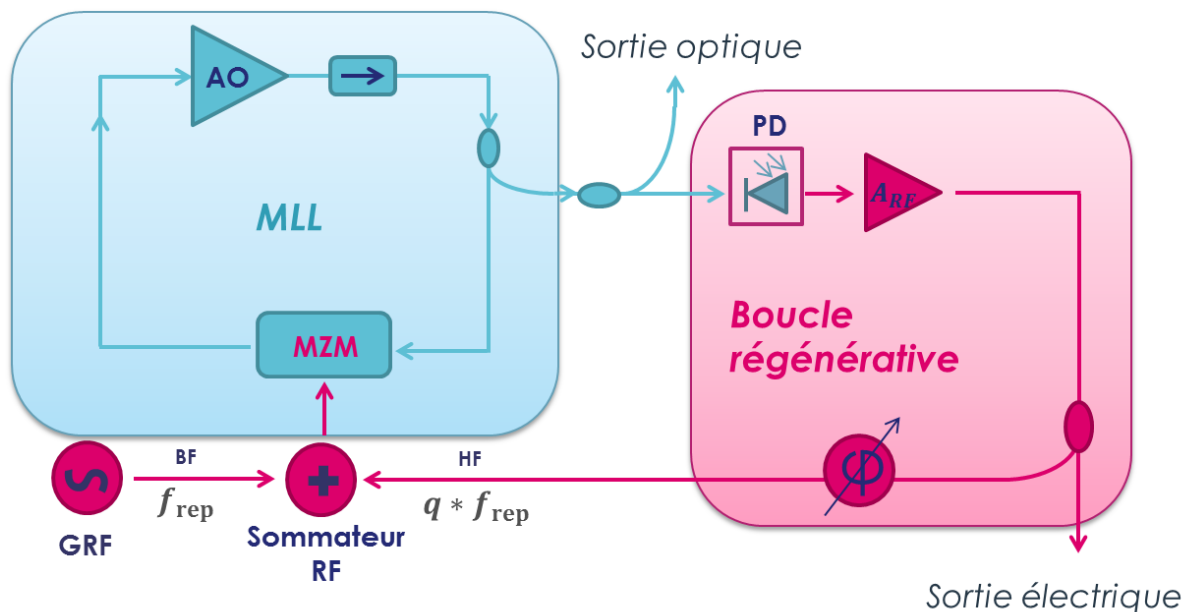 Sortie optique
AO
PD
A_RF
MLL
Boucle
régénérative
MZM
BF
HF
φ
+
f_rep
q * f_rep
GRF
Sommateur
RF
Sortie électrique